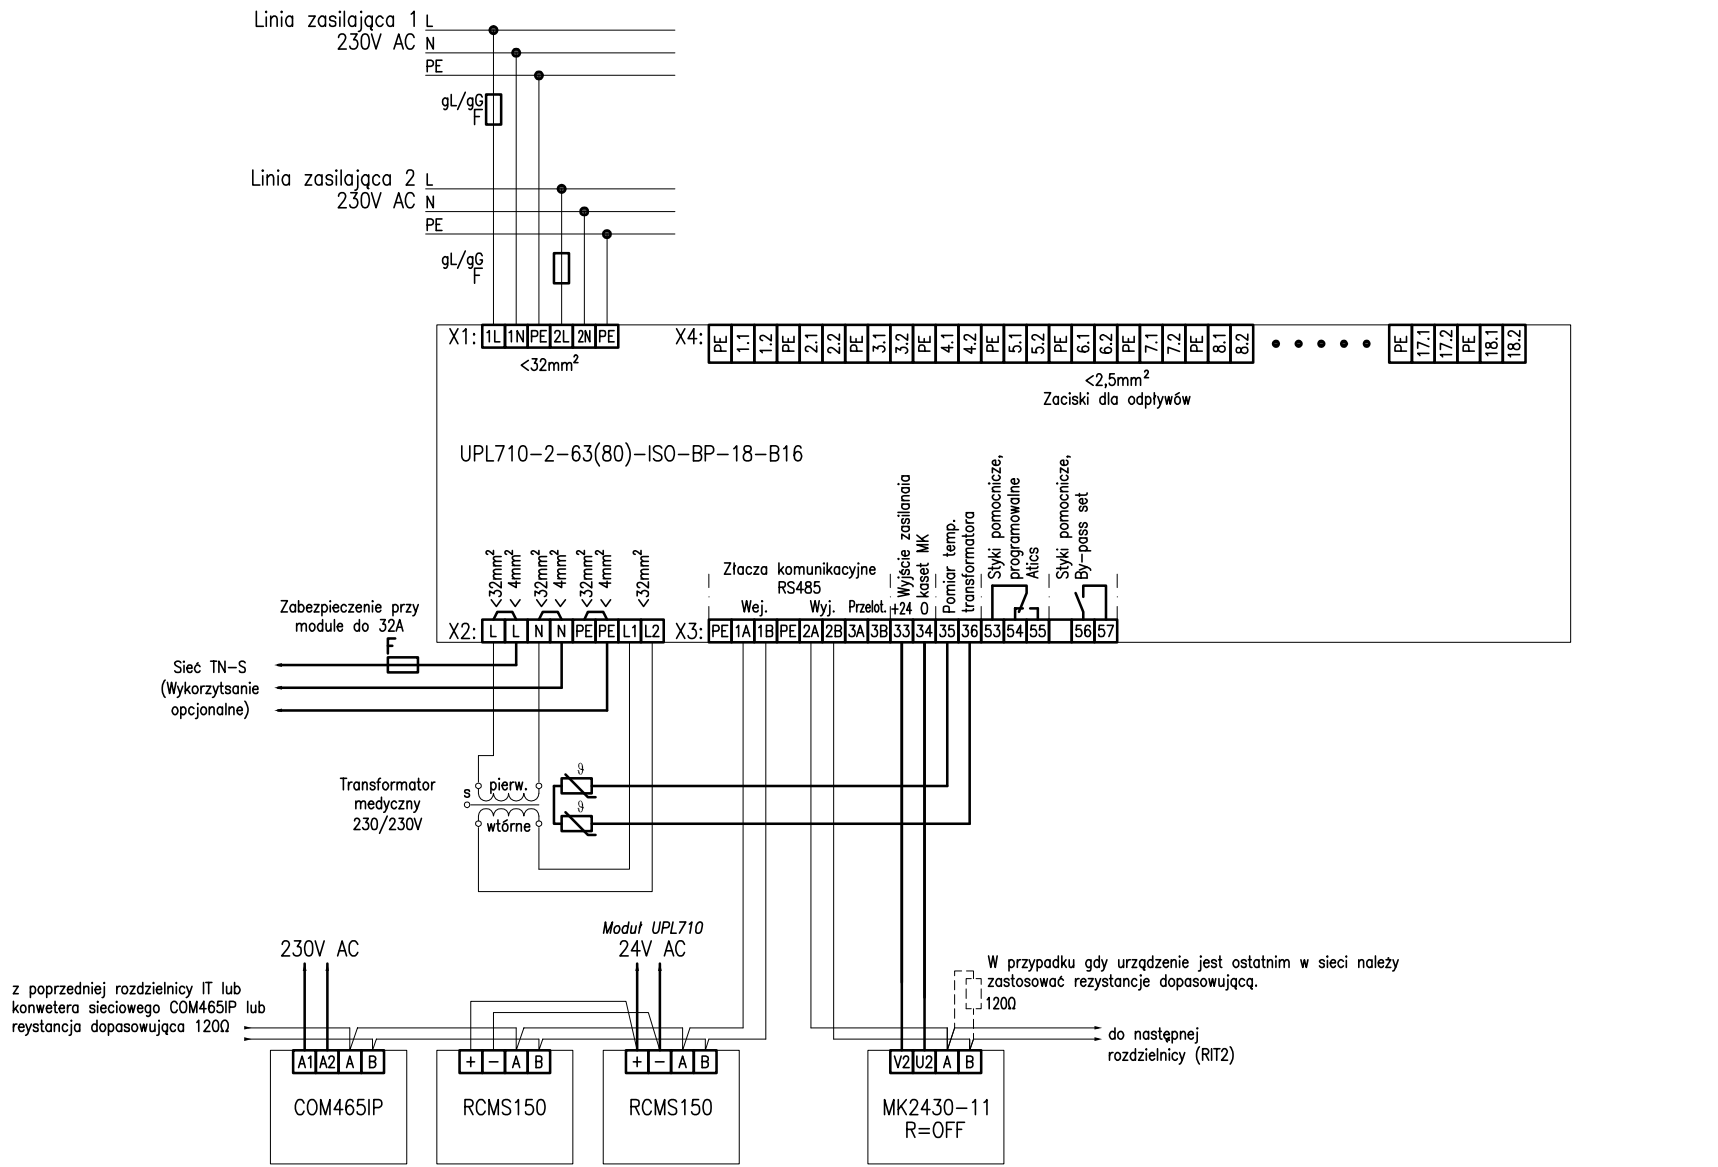 Linia zasilająca 1 L
230V AC N
PE
gL/gG
F
Linia zasilająca 2 L
230V AC N
PE
gL/gG
F
X1: 1L 1N PE 2L 2N PE
<32mm²
X4: PE 1.1 1.2 PE 2.1 2.2 PE 3.1 3.2 PE 4.1 4.2 PE 5.1 5.2 PE 6.1 6.2 PE 7.1 7.2 PE 8.1 8.2 • • • • • PE 17.1 17.2 PE 18.1 18.2
<2,5mm²
Zaciski dla odpływów
UPL710-2-63(80)-ISO-BP-18-B16
<32mm²
< 4mm²
<32mm²
< 4mm²
<32mm²
< 4mm²
<32mm²
Złacza komunikacyjne
RS485
Wej. Wyj. Przelot.
Wyjście zasilanaia
kaset MK
+24 0
Pomiar temp.
transformatora
Styki pomocnicze,
programowalne
Atics
Styki pomocnicze,
By-pass set
X2: L L N N PE PE L1 L2
X3: PE 1A 1B PE 2A 2B 3A 3B 33 34 35 36 53 54 55 56 57
Zabezpieczenie przy
module do 32A
F
Sieć TN-S
(Wykorzytsanie
opcjonalne)
Transformator
medyczny
230/230V
s
pierw.
wtórne
ϑ
ϑ
230V AC
Moduł UPL710
24V AC
z poprzedniej rozdzielnicy IT lub
konwetera sieciowego COM465IP lub
reystancja dopasowująca 120Ω
W przypadku gdy urządzenie jest ostatnim w sieci należy
zastosować rezystancje dopasowującą.
120Ω
do następnej
rozdzielnicy (RIT2)
A1 A2 A B
COM465IP
+ − A B
RCMS150
+ − A B
RCMS150
V2 U2 A B
MK2430-11
R=OFF